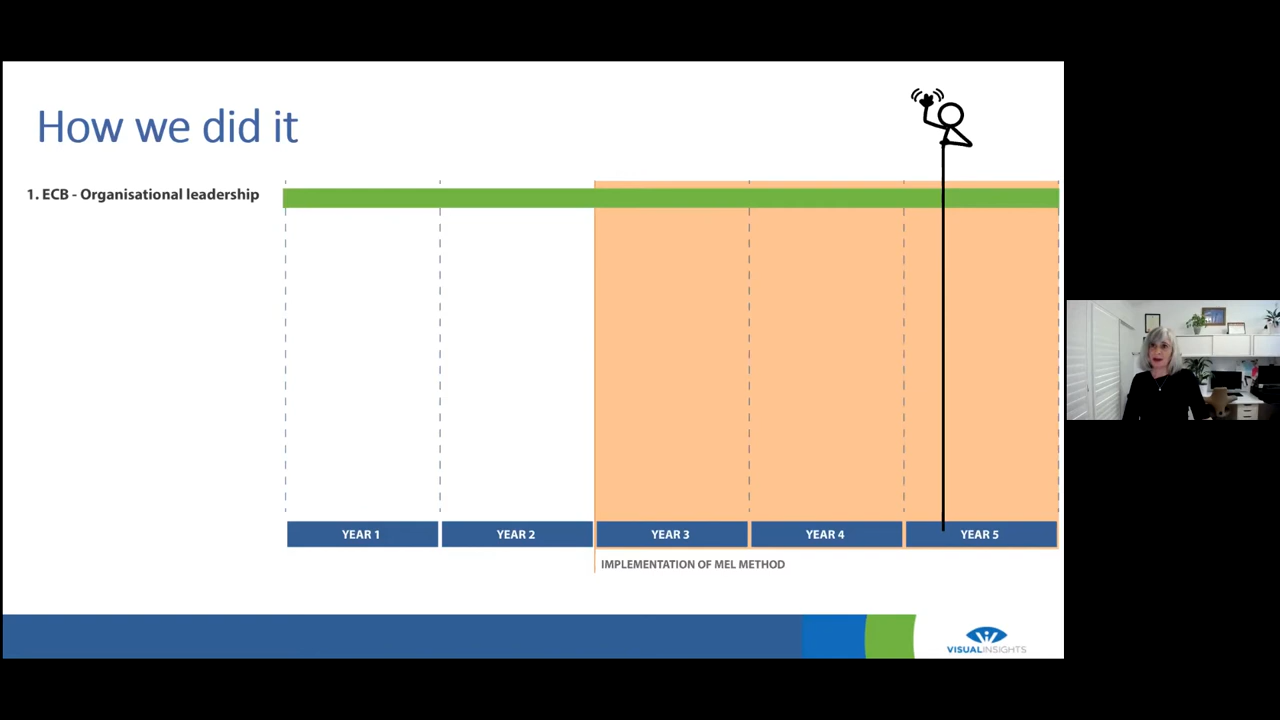 How we did it
1. ECB - Organisational leadership
YEAR 1
YEAR 2
YEAR 3
YEAR 4
YEAR 5
IMPLEMENTATION OF MEL METHOD
VISUALINSIGHTS